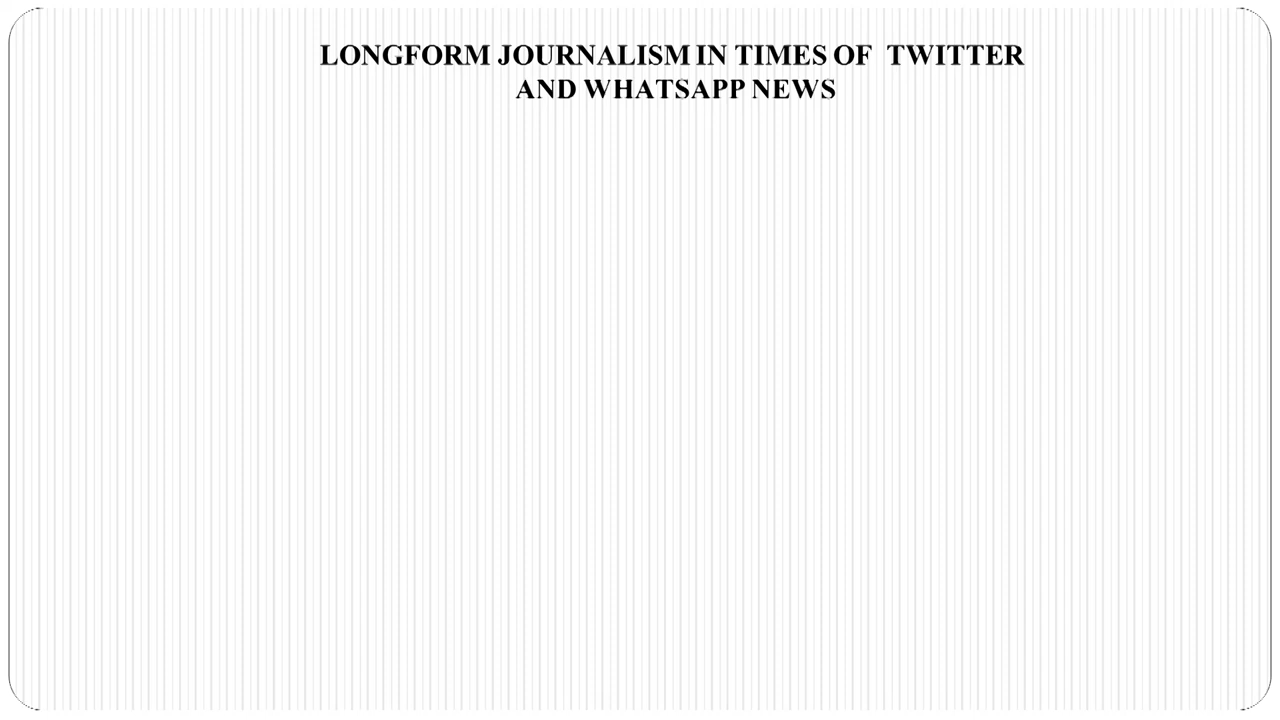 LONGFORM JOURNALISM IN TIMES OF TWITTER
AND WHATSAPP NEWS